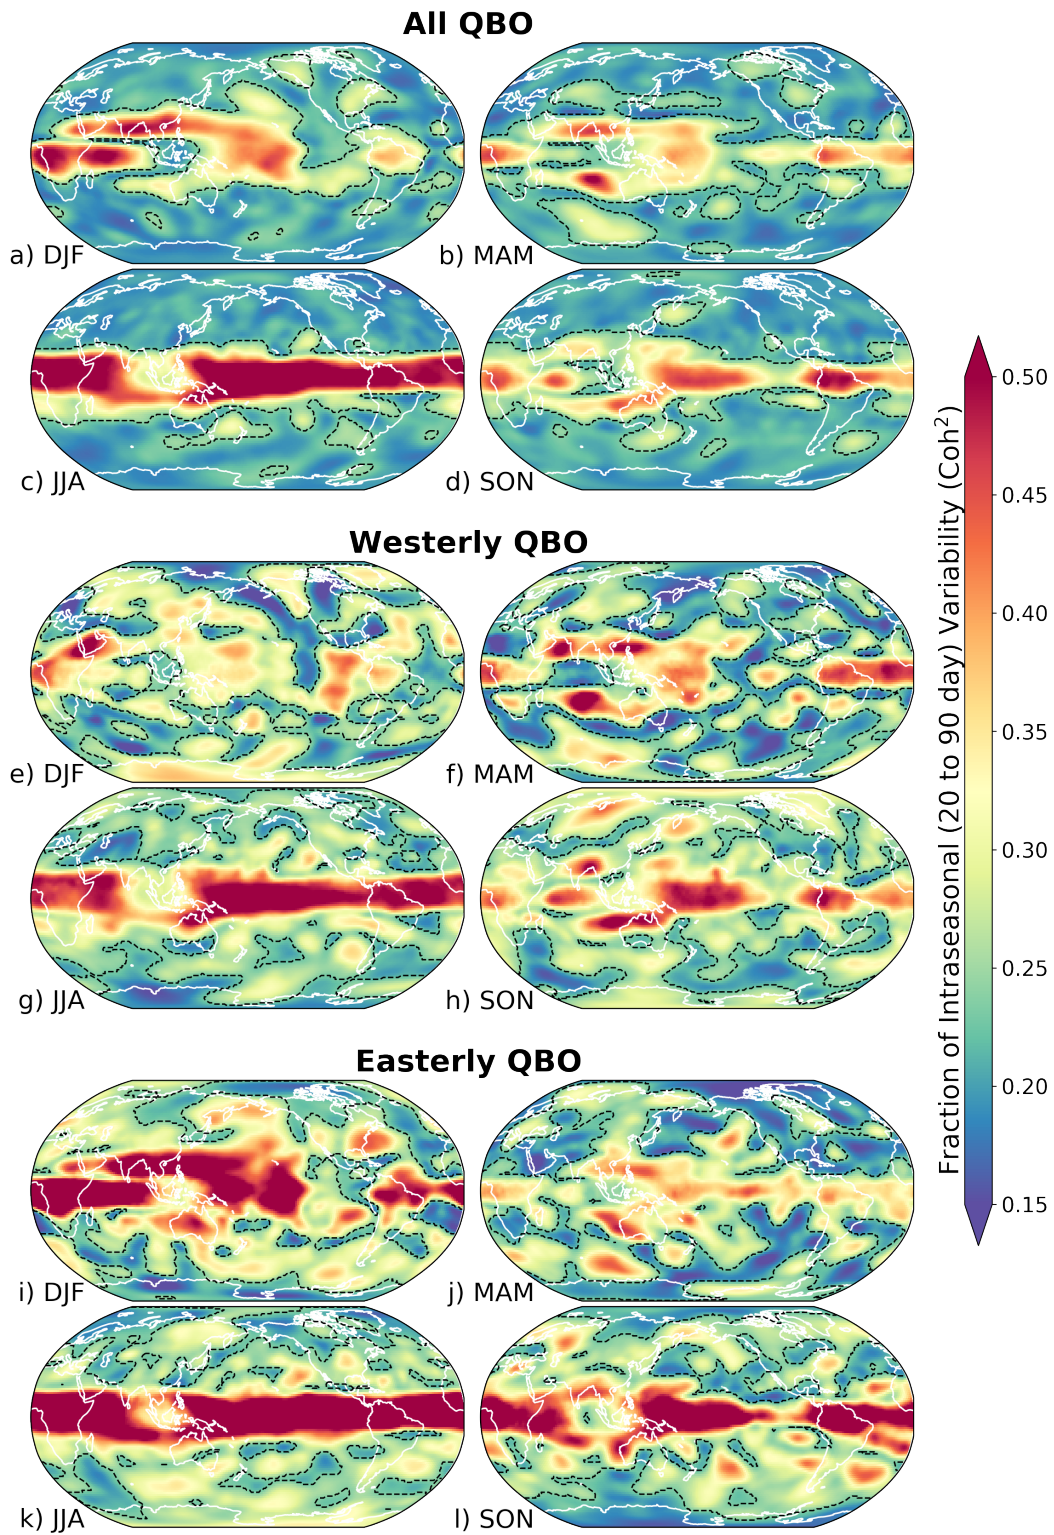 All QBO
a) DJF
b) MAM
c) JJA
d) SON
Westerly QBO
e) DJF
f) MAM
g) JJA
h) SON
Easterly QBO
i) DJF
j) MAM
k) JJA
l) SON
0.50
0.45
0.40
0.35
0.30
0.25
0.20
0.15
Fraction of Intraseasonal (20 to 90 day) Variability (Coh²)